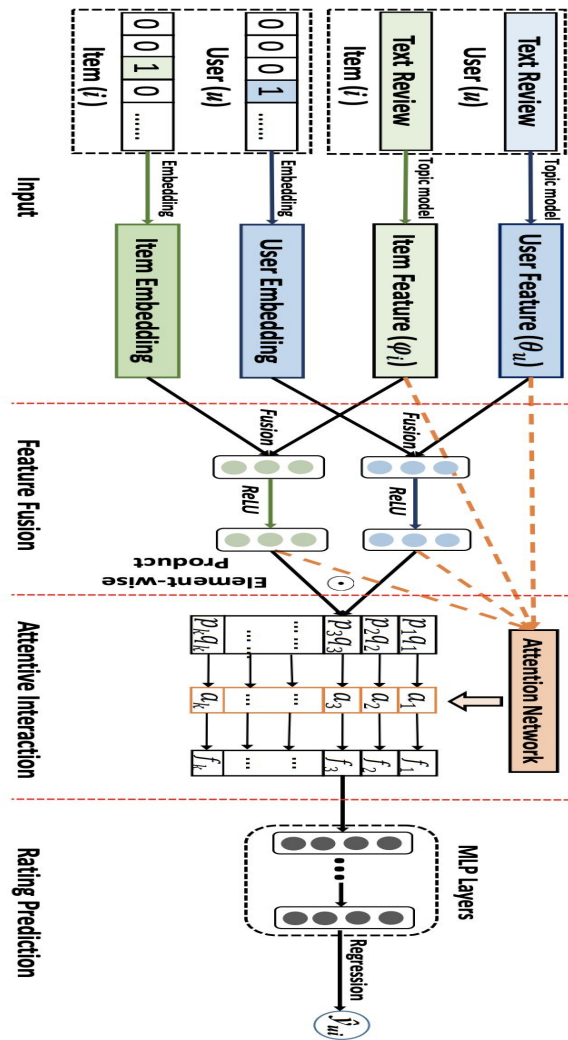 Text Review
User (u)
Text Review
Item (i)
User (u)
0 0 0 1 ......
Item (i)
0 0 1 0 ......
Topic model
Topic model
Embedding
Embedding
User Feature (θu)
Item Feature (φi)
User Embedding
Item Embedding
Fusion
Fusion
ReLU
ReLU
Element-wise
Product
Attention Network
p1q1
p2q2
p3q3
...
...
pkqk
a1
a2
a3
...
...
ak
f1
f2
f3
...
...
fk
MLP Layers
Regression
ŷui
Input
Feature Fusion
Attentive Interaction
Rating Prediction